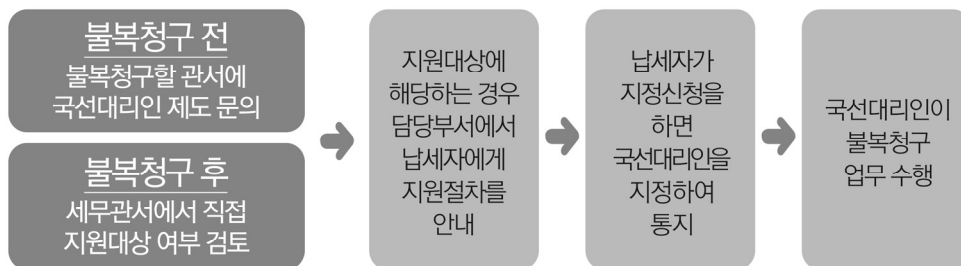 불복청구 전
불복청구할 관서에
국선대리인 제도 문의
불복청구 후
세무관서에서 직접
지원대상 여부 검토
지원대상에
해당하는 경우
담당부서에서
납세자에게
지원절차를
안내
납세자가
지정신청을
하면
국선대리인을
지정하여
통지
국선대리인이
불복청구
업무 수행